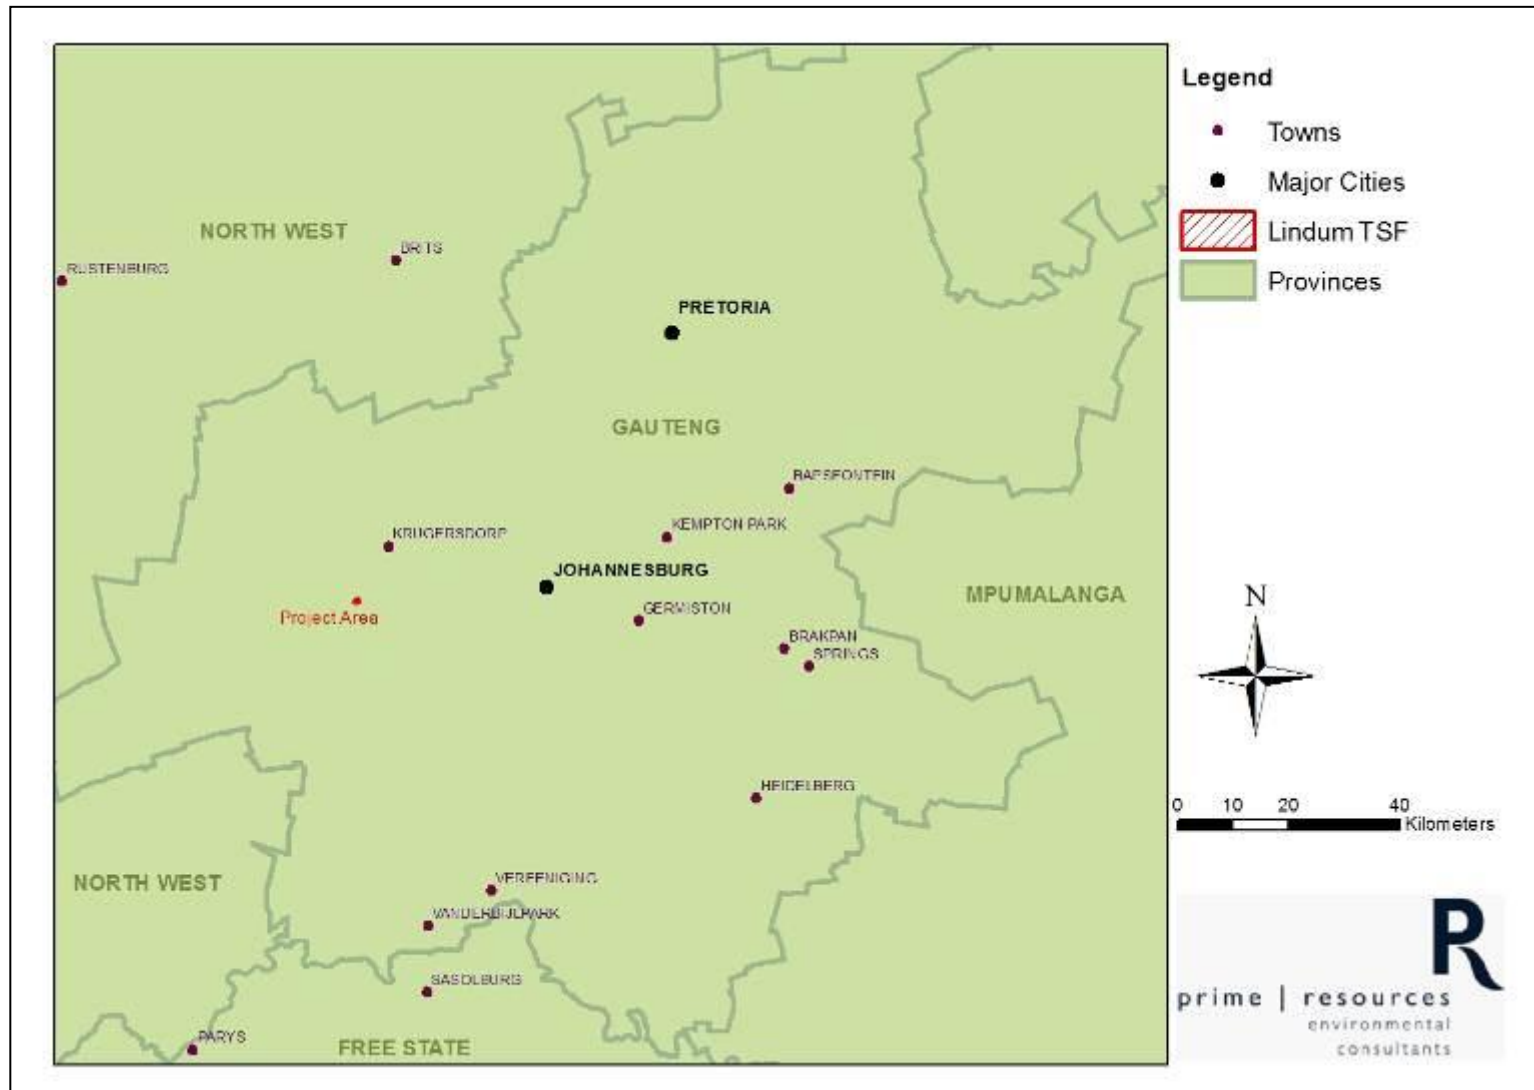 Legend
Towns
Major Cities
Lindum TSF
Provinces
NORTH WEST
BRITS
RUSTENBURG
PRETORIA
GAUTENG
BAPSFONTEIN
KEMPTON PARK
KRUGERSDORP
JOHANNESBURG
MPUMALANGA
GERMISTON
Project Area
BRAKPAN
SPRINGS
HEIDELBERG
NORTH WEST
VEREENIGING
VANDERBIJLPARK
SASOLBURG
PARYS
FREE STATE
N
0 10 20 40
Kilometers
R
prime | resources
environmental
consultants